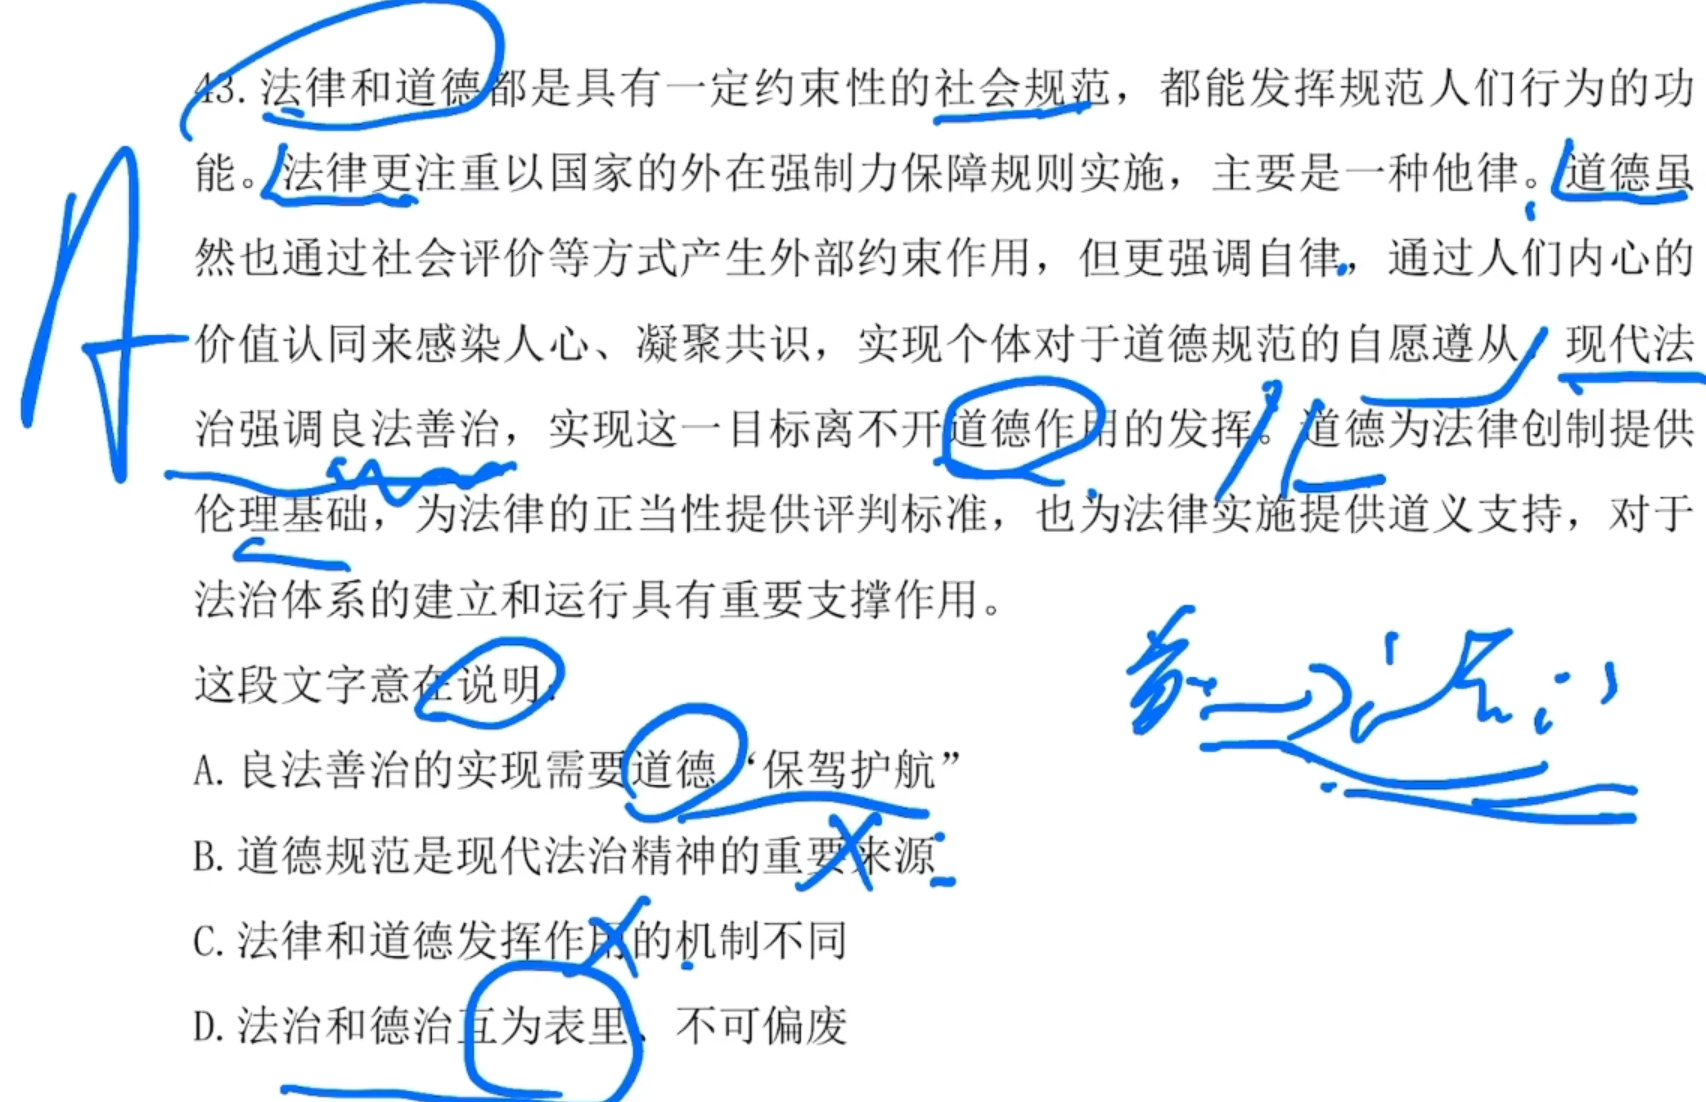 43.法律和道德都是具有一定约束性的社会规范，都能发挥规范人们行为的功
能。法律更注重以国家的外在强制力保障规则实施，主要是一种他律。道德虽
然也通过社会评价等方式产生外部约束作用，但更强调自律，通过人们内心的
价值认同来感染人心、凝聚共识，实现个体对于道德规范的自愿遵从。现代法
治强调良法善治，实现这一目标离不开道德作用的发挥。道德为法律创制提供
伦理基础，为法律的正当性提供评判标准，也为法律实施提供道义支持，对于
法治体系的建立和运行具有重要支撑作用。
这段文字意在说明：
A.良法善治的实现需要道德“保驾护航”
B.道德规范是现代法治精神的重要来源
C.法律和道德发挥作用的机制不同
D.法治和德治互为表里、不可偏废
A